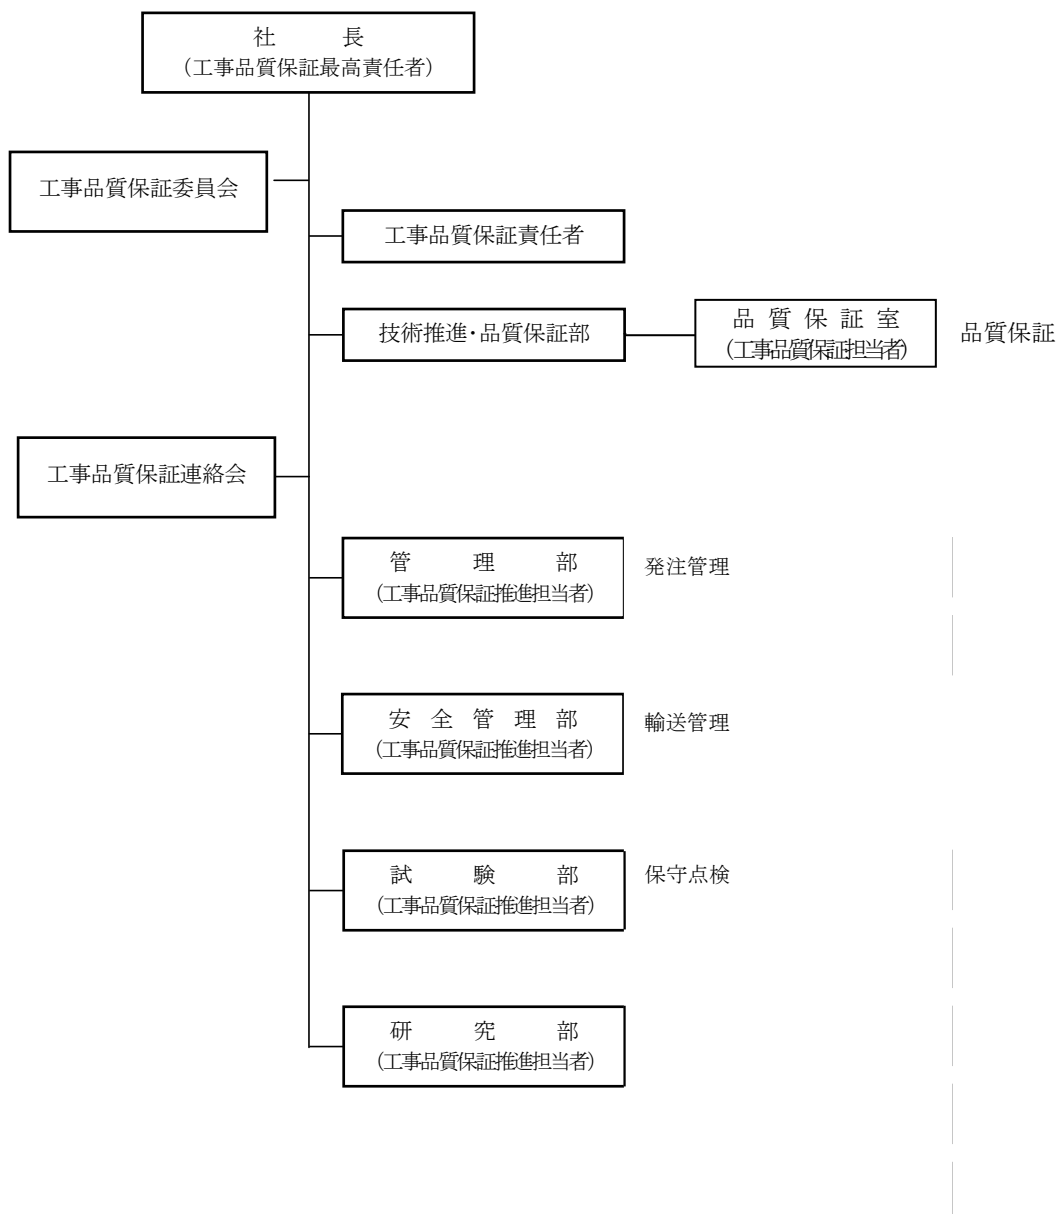 社長
（工事品質保証最高責任者）
工事品質保証委員会
工事品質保証責任者
技術推進・品質保証部
品質保証室
（工事品質保証担当者）
品質保証
工事品質保証連絡会
管理部
（工事品質保証推進担当者）
発注管理
安全管理部
（工事品質保証推進担当者）
輸送管理
試験部
（工事品質保証推進担当者）
保守点検
研究部
（工事品質保証推進担当者）